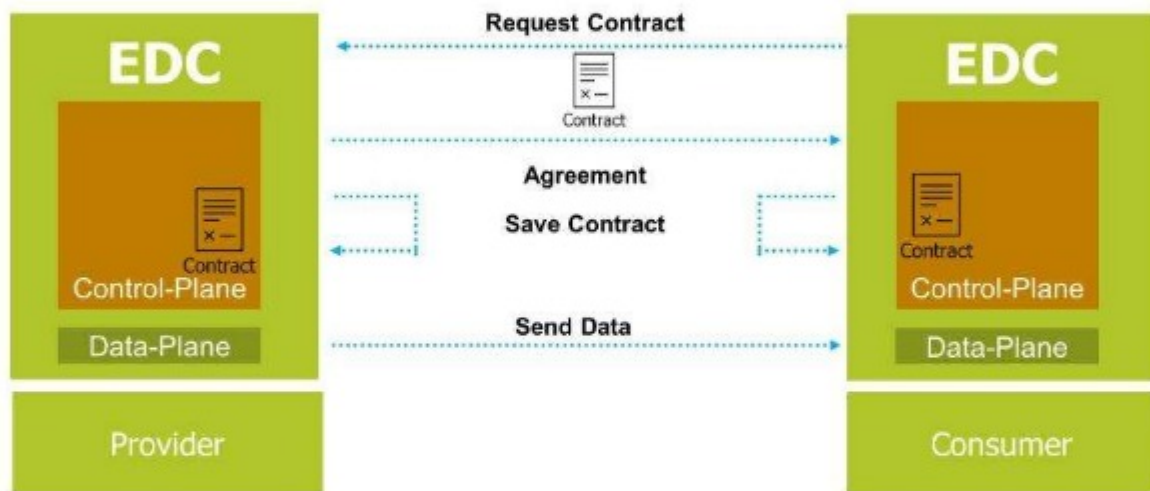 Request Contract
EDC
EDC
Contract
Agreement
Save Contract
Contract
Contract
Control-Plane
Control-Plane
Send Data
Data-Plane
Data-Plane
Provider
Consumer